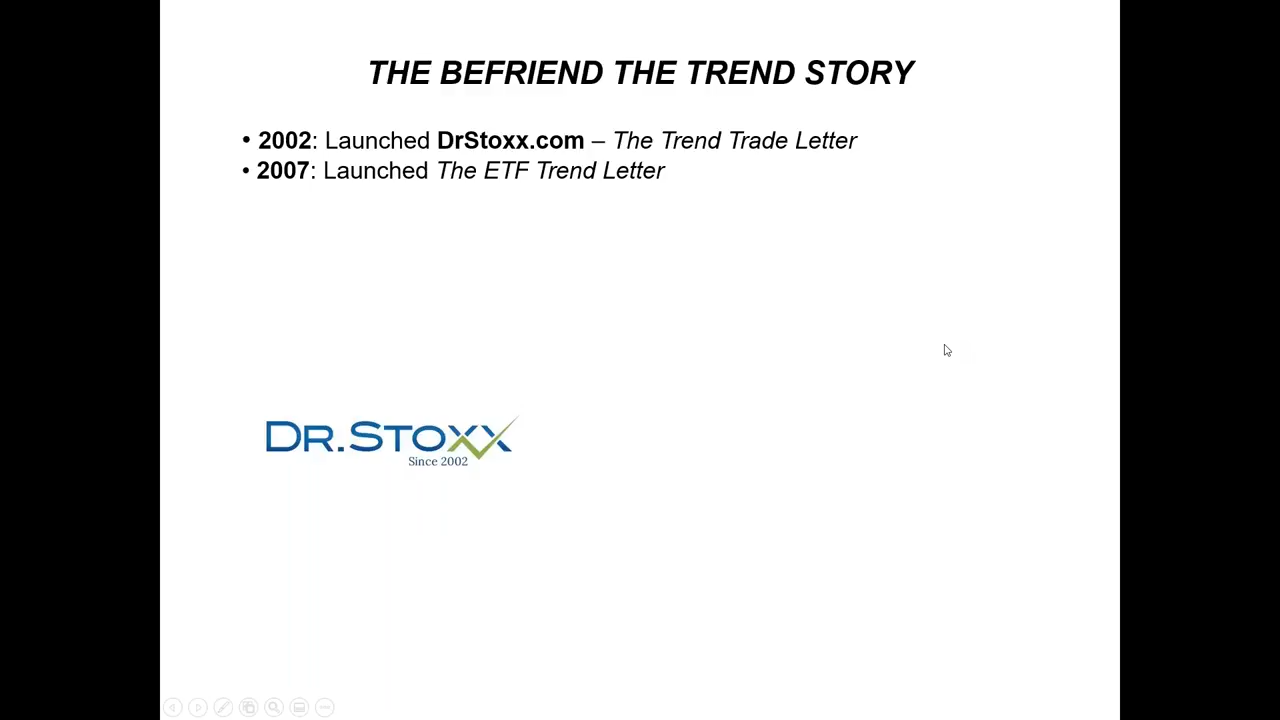 THE BEFRIEND THE TREND STORY
• 2002: Launched DrStoxx.com – The Trend Trade Letter
• 2007: Launched The ETF Trend Letter
DR.STOXX
Since 2002